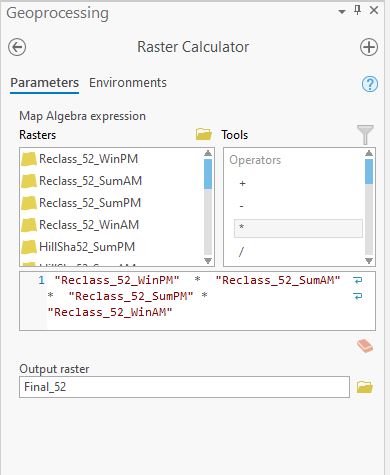 Geoprocessing
Raster Calculator
Parameters Environments
Map Algebra expression
Rasters
Tools
Reclass_52_WinPM
Reclass_52_SumAM
Reclass_52_SumPM
Reclass_52_WinAM
HillSha52_SumPM
HillSha52_SumAM
Operators
+
-
*
/
1 "Reclass_52_WinPM" * "Reclass_52_SumAM"
* "Reclass_52_SumPM" *
"Reclass_52_WinAM"
Output raster
Final_52